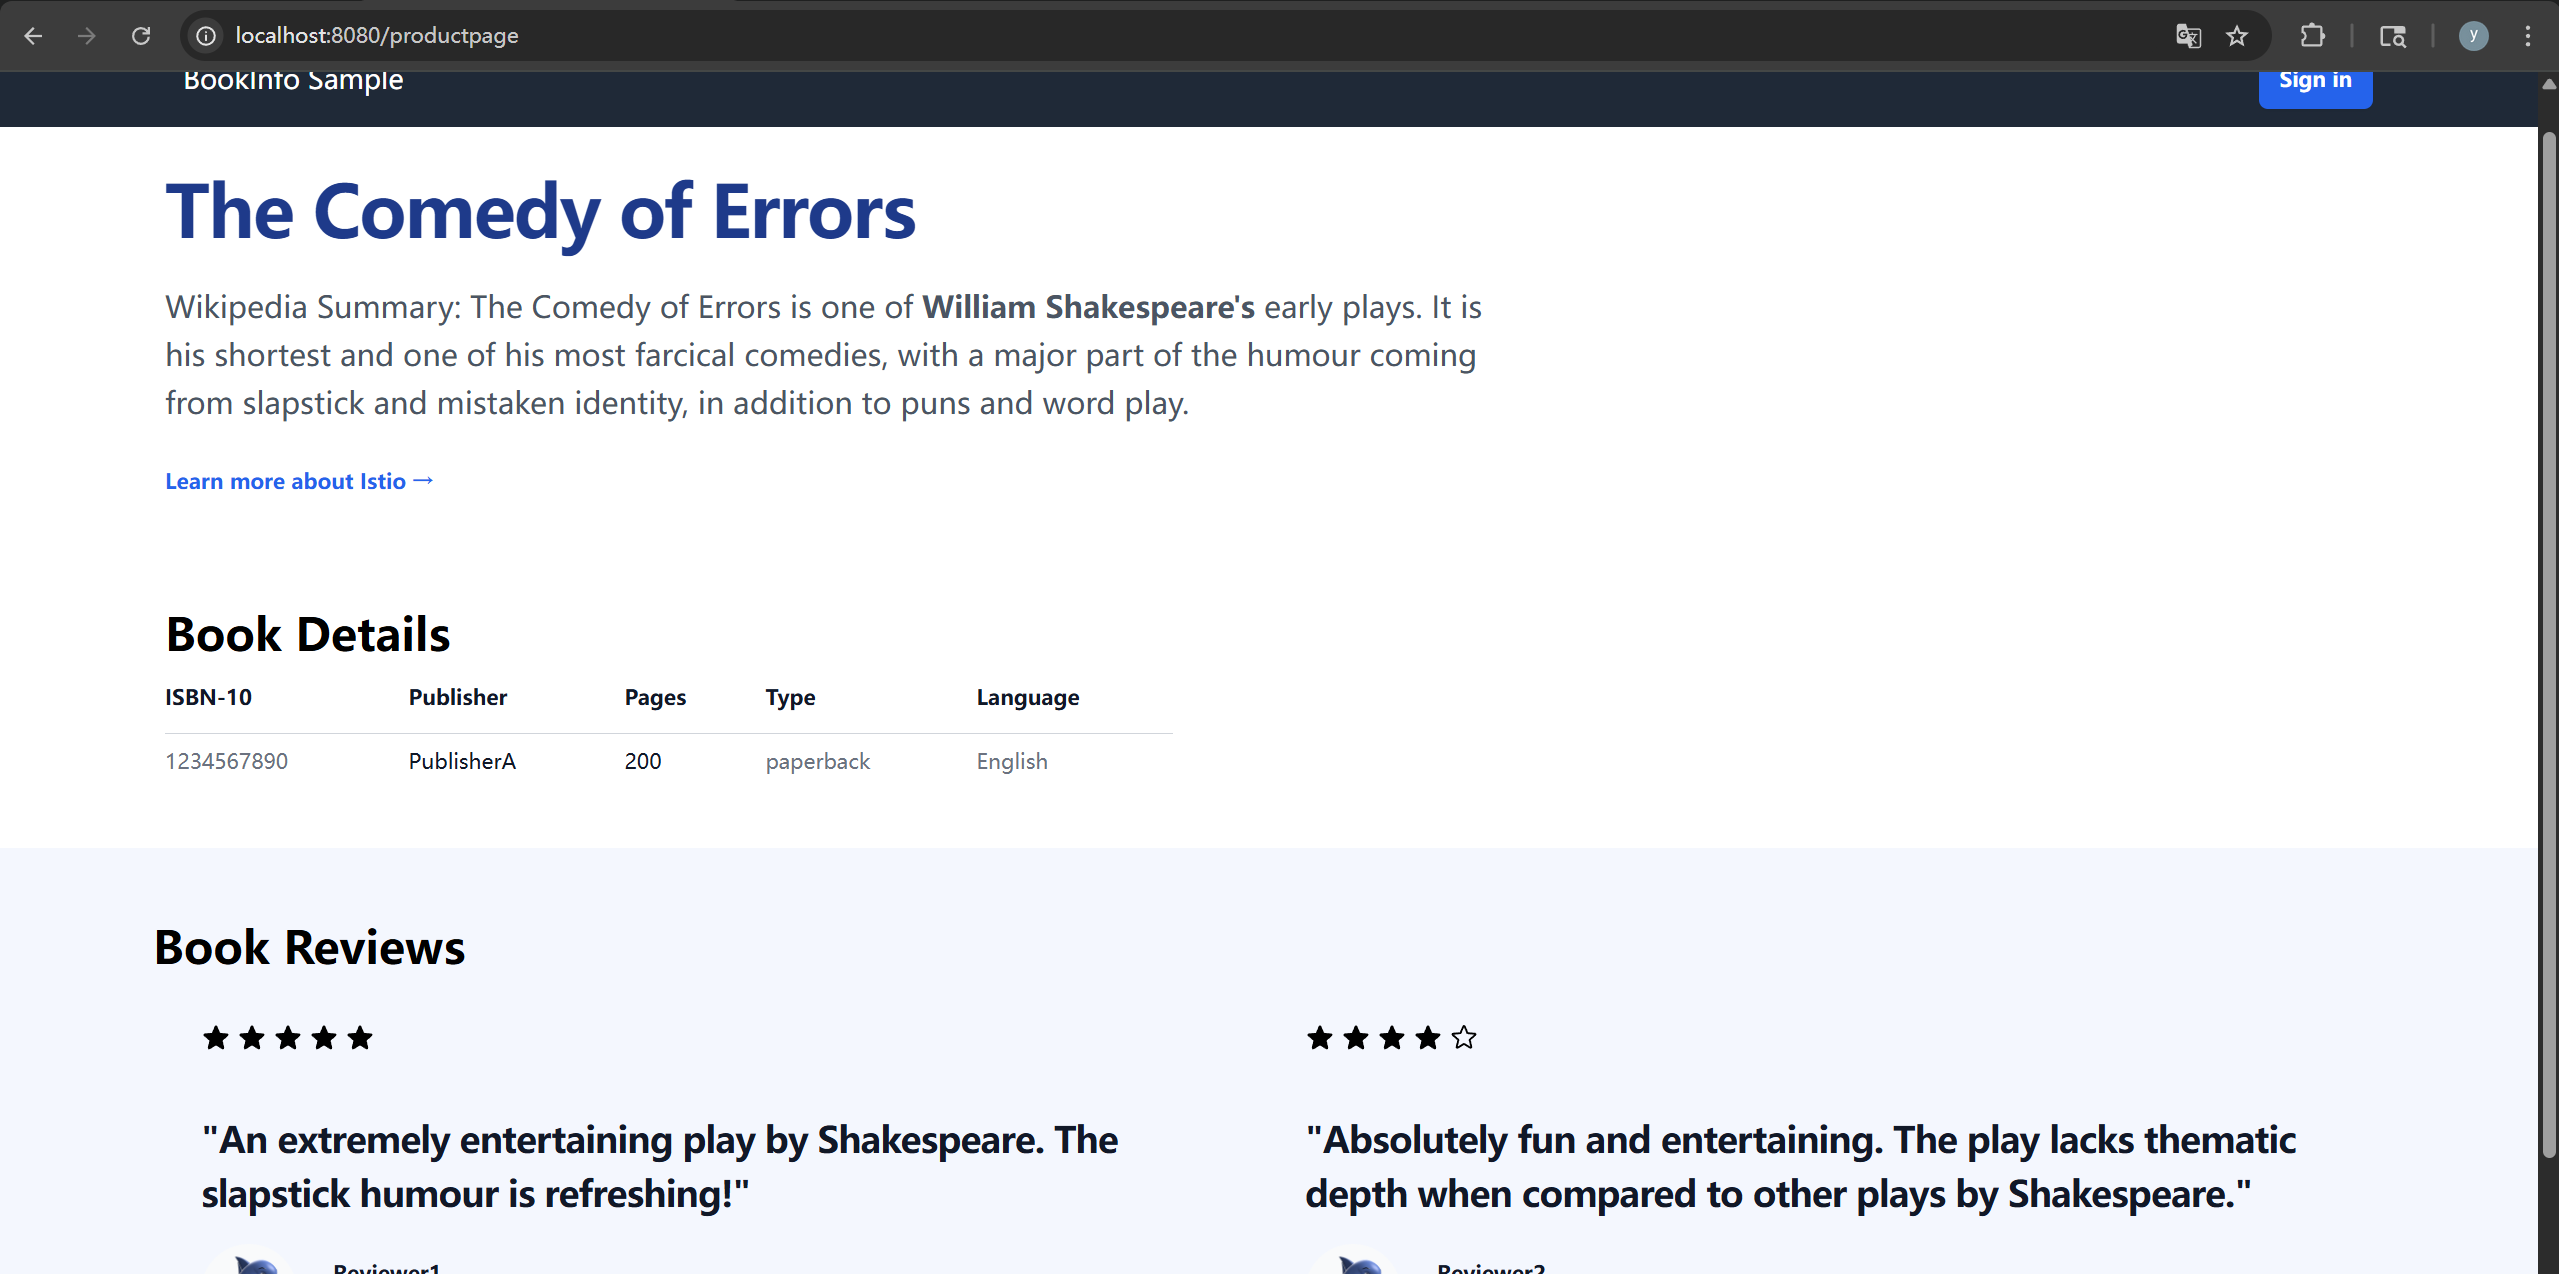 localhost:8080/productpage
y
BookInfo Sample
Sign in
The Comedy of Errors
Wikipedia Summary: The Comedy of Errors is one of William Shakespeare's early plays. It is
his shortest and one of his most farcical comedies, with a major part of the humour coming
from slapstick and mistaken identity, in addition to puns and word play.
Learn more about Istio →
Book Details
ISBN-10 Publisher Pages Type Language
1234567890 PublisherA 200 paperback English
Book Reviews
"An extremely entertaining play by Shakespeare. The
slapstick humour is refreshing!"
Reviewer1
"Absolutely fun and entertaining. The play lacks thematic
depth when compared to other plays by Shakespeare."
Reviewer2